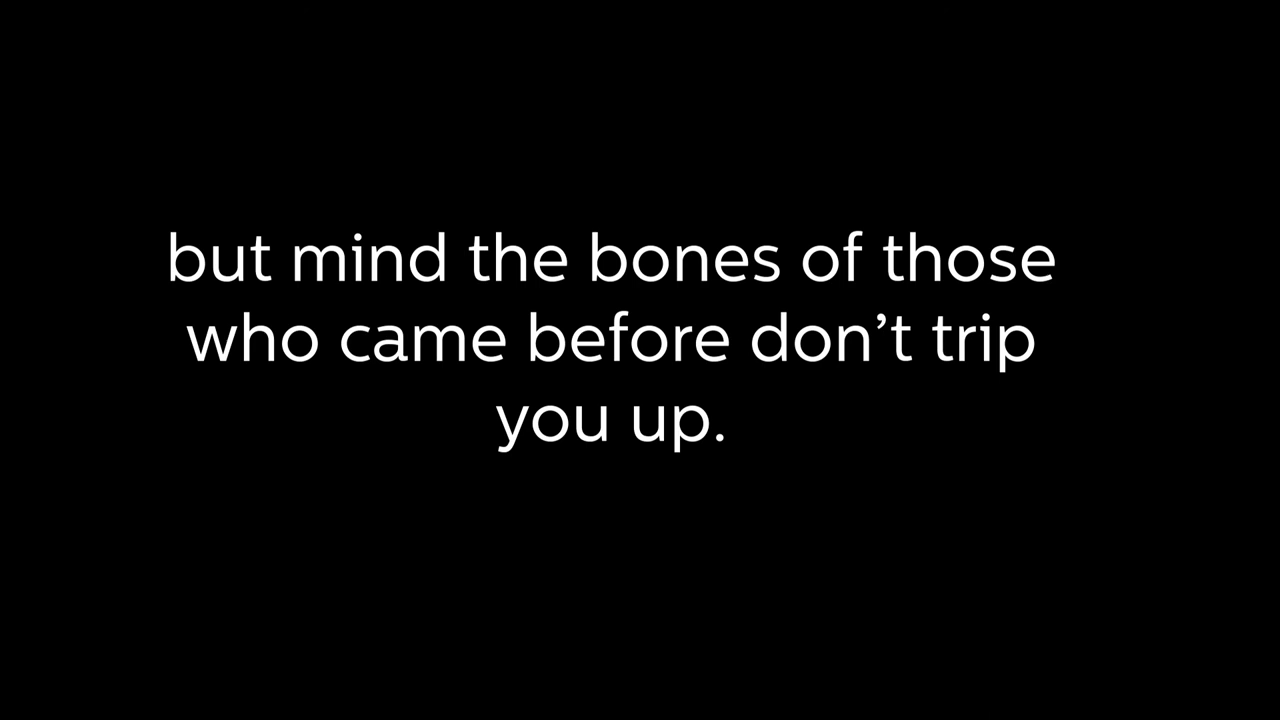 but mind the bones of those
who came before don’t trip
you up.